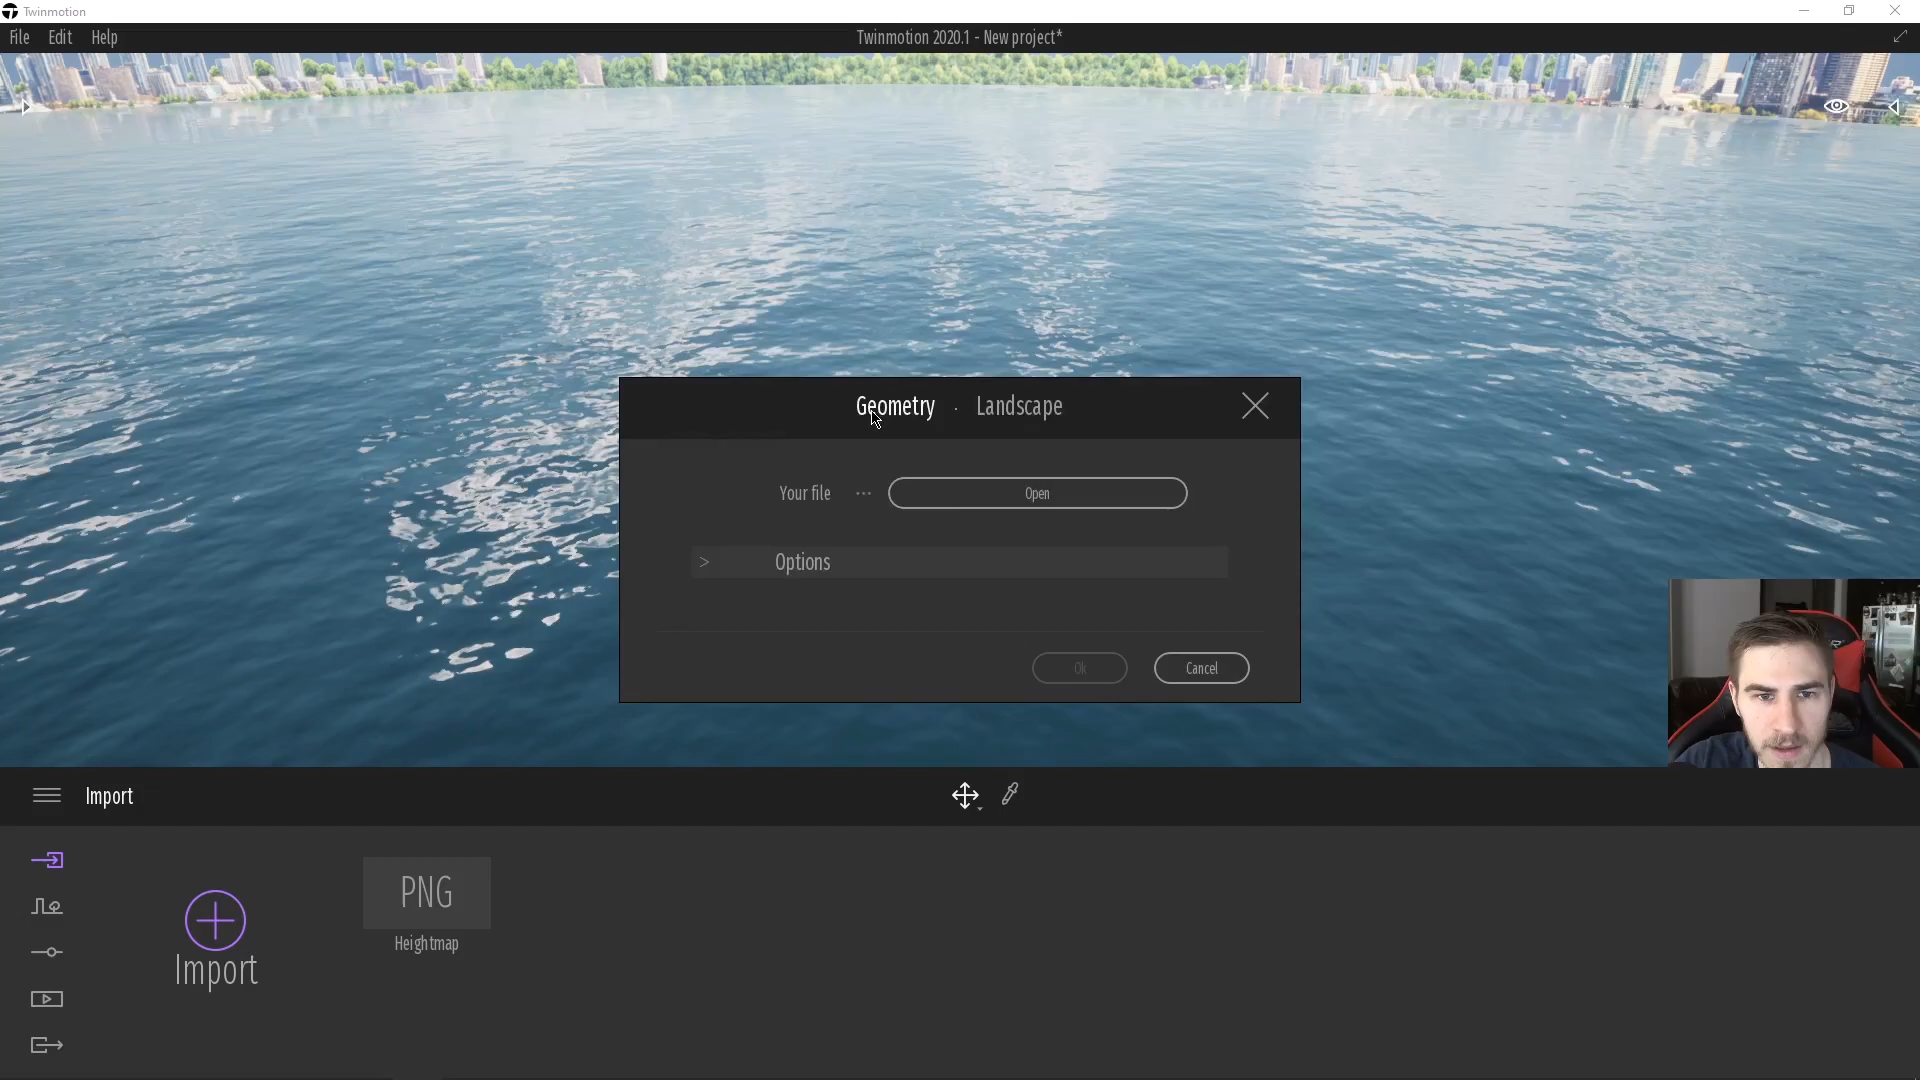 Twinmotion
File Edit Help
Twinmotion 2020.1 - New project*
Geometry · Landscape
Your file ··· Open
> Options
Ok Cancel
Import
PNG
Heightmap
Import